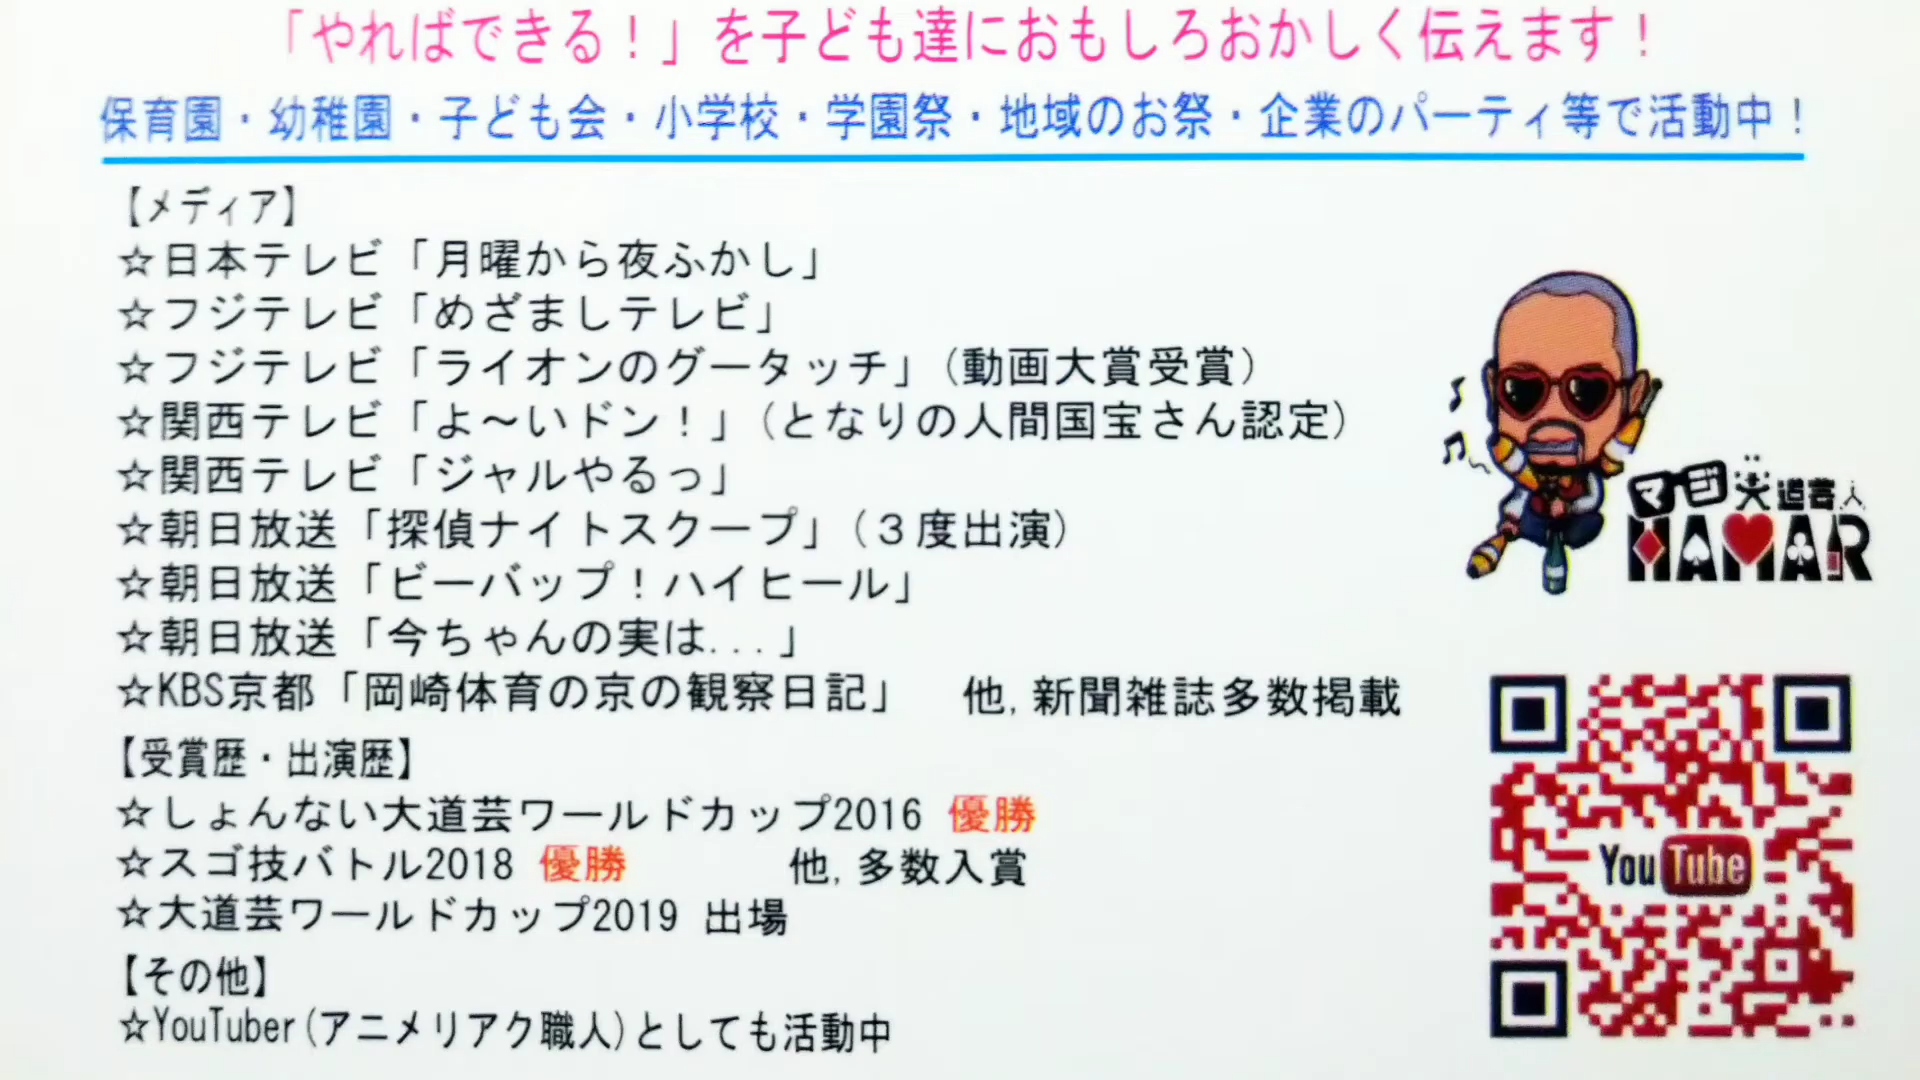 「やればできる！」を子ども達におもしろおかしく伝えます！
保育園・幼稚園・子ども会・小学校・学園祭・地域のお祭・企業のパーティ等で活動中！
【メディア】
☆日本テレビ「月曜から夜ふかし」
☆フジテレビ「めざましテレビ」
☆フジテレビ「ライオンのグータッチ」(動画大賞受賞)
☆関西テレビ「よ～いドン！」(となりの人間国宝さん認定)
☆関西テレビ「ジャルやるっ」
☆朝日放送「探偵ナイトスクープ」(３度出演)
☆朝日放送「ビーバップ！ハイヒール」
☆朝日放送「今ちゃんの実は...」
☆KBS京都「岡崎体育の京の観察日記」　他,新聞雑誌多数掲載
マジ大道芸人
HAMAR
【受賞歴・出演歴】
☆しょんない大道芸ワールドカップ2016 優勝
☆スゴ技バトル2018 優勝　他,多数入賞
☆大道芸ワールドカップ2019 出場
【その他】
☆YouTuber(アニメリアク職人)としても活動中
YouTube